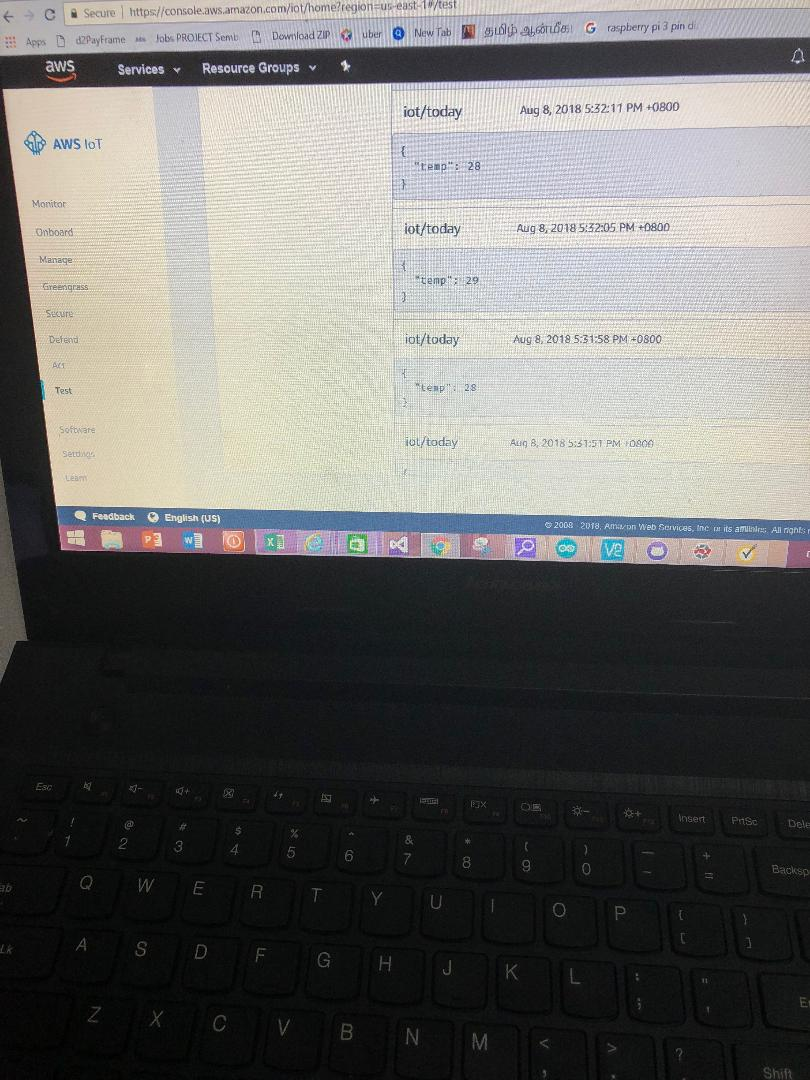 Secure https://console.aws.amazon.com/iot/home?region=us-east-1#/test
Apps d2PayFrame Jobs PROJECT Semb Download ZIP uber New Tab தமிழ் ஆன்மீக raspberry pi 3 pin di
aws Services Resource Groups
AWS IoT
Monitor
Onboard
Manage
Greengrass
Secure
Defend
Act
Test
Software
Settings
Learn
iot/today Aug 8, 2018 5:32:11 PM +0800
{
"temp": 28
}
iot/today Aug 8, 2018 5:32:05 PM +0800
{
"temp": 29
}
iot/today Aug 8, 2018 5:31:58 PM +0800
{
"temp": 28
}
iot/today Aug 8, 2018 5:31:51 PM +0800
{
Feedback English (US)
© 2008 - 2018, Amazon Web Services, Inc. or its affiliates. All rights r
Esc Insert PrtSc Dele
~ ! @ # $ % ^ & * ( ) — +
1 2 3 4 5 6 7 8 9 0 - = Backsp
ab Q W E R T Y U I O P { [ } ]
Lk A S D F G H J K L : ; " ' E
Z X C V B N M < , > . ? Shift